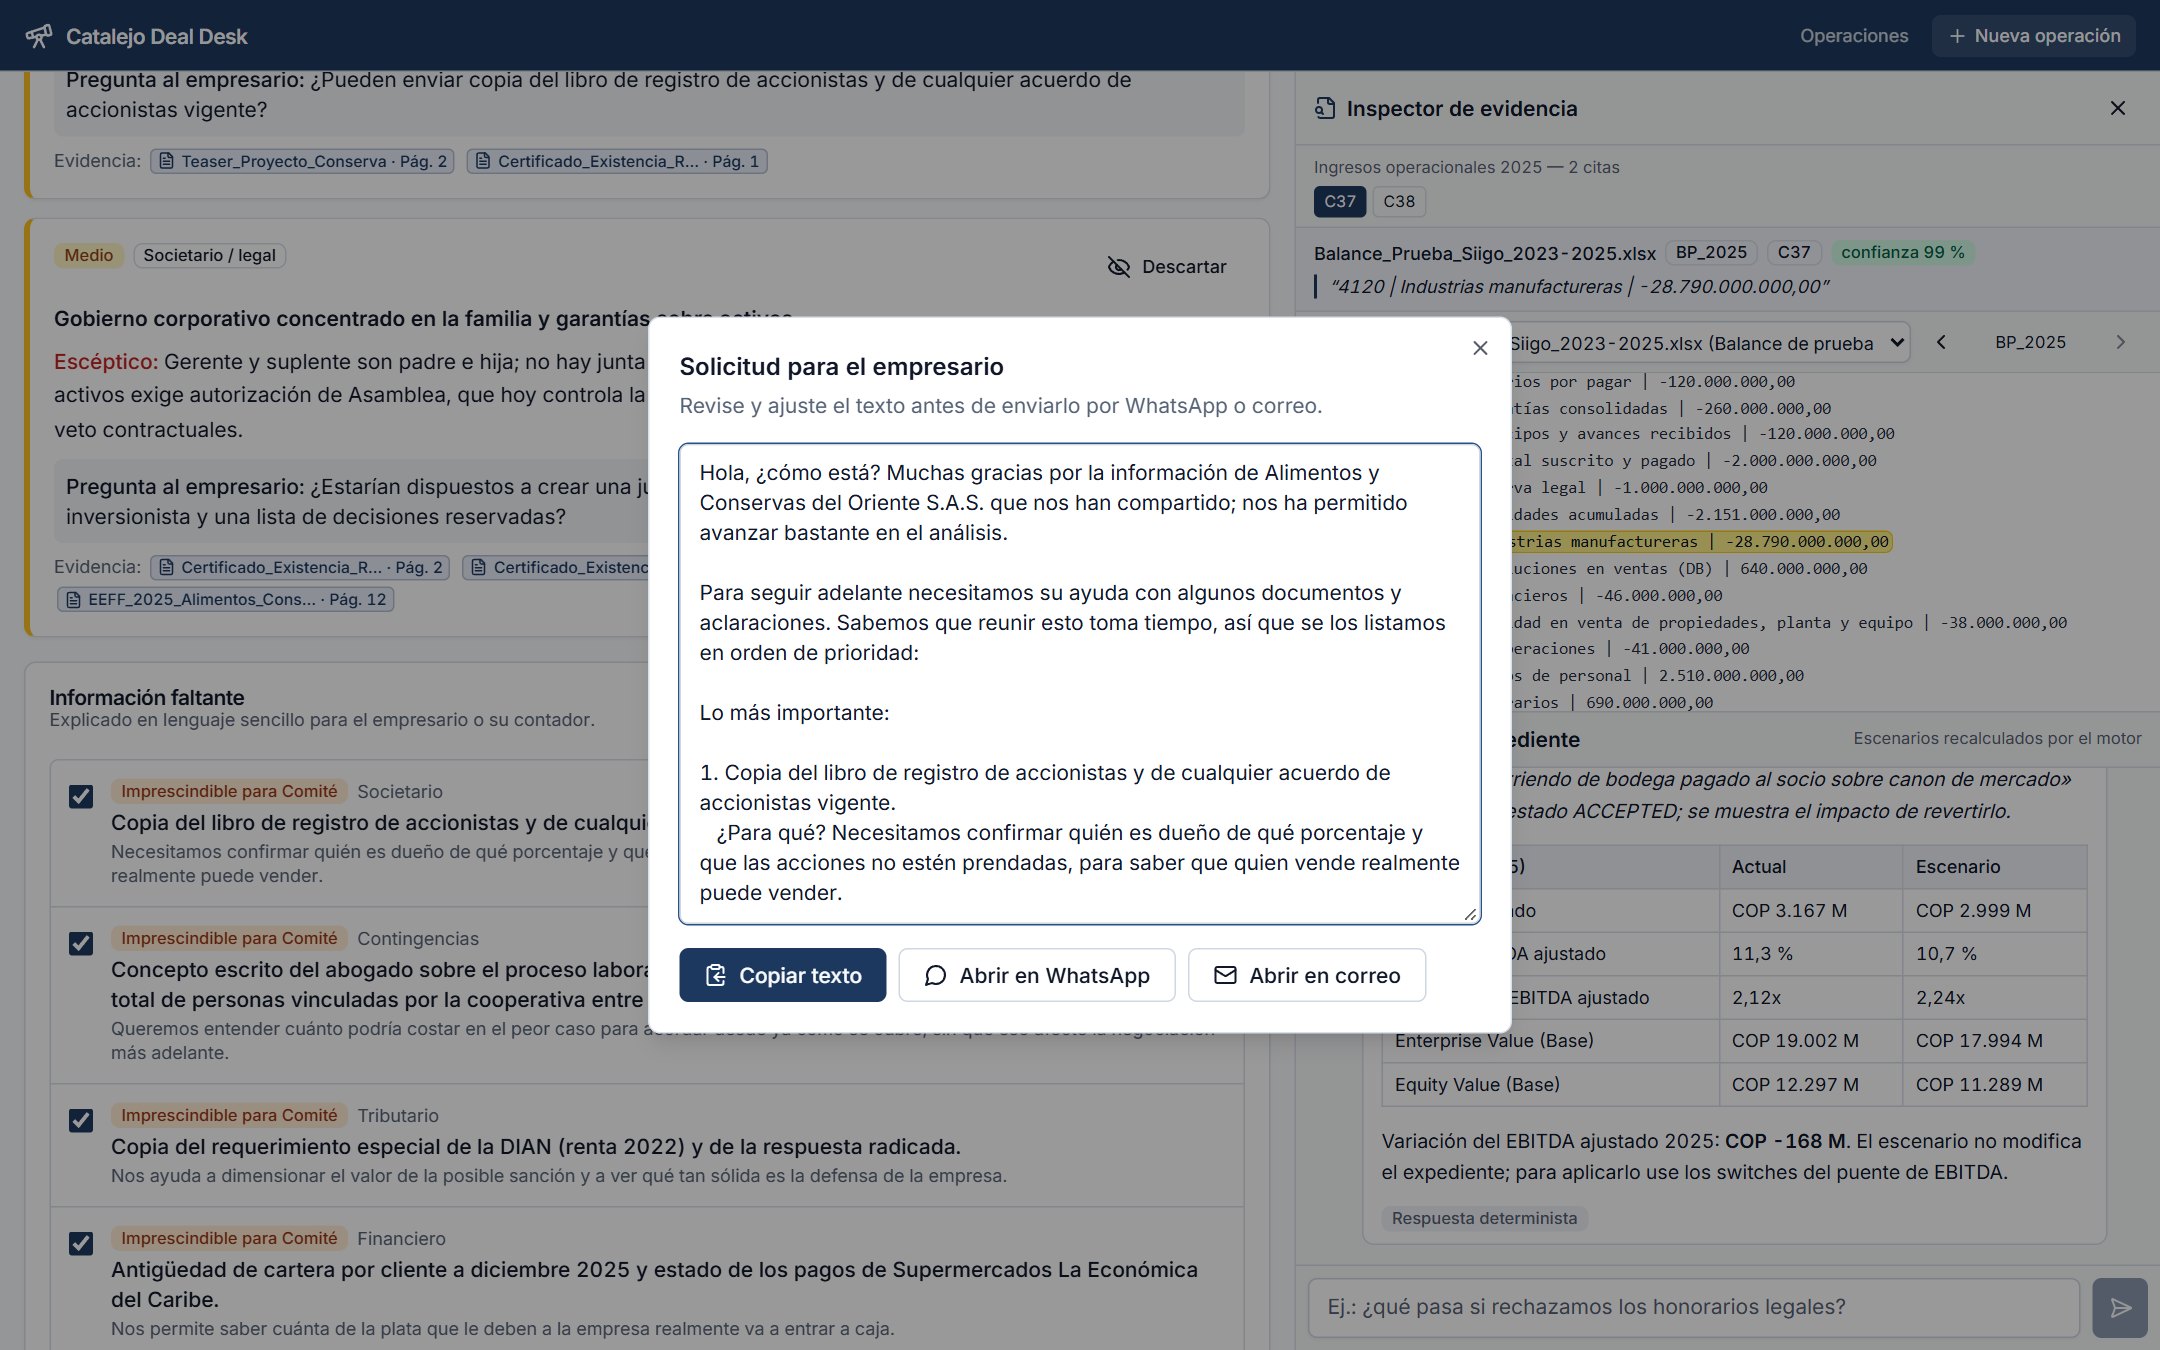 Catalejo Deal Desk
Operaciones
Nueva operación
Pregunta al empresario: ¿Pueden enviar copia del libro de registro de accionistas y de cualquier acuerdo de
accionistas vigente?
Evidencia: Teaser_Proyecto_Conserva · Pág. 2 Certificado_Existencia_R... · Pág. 1
Medio Societario / legal
Descartar
Gobierno corporativo concentrado en la familia y garantías sobre activos
Escéptico: Gerente y suplente son padre e hija; no hay junta
activos exige autorización de Asamblea, que hoy controla la
veto contractuales.
Pregunta al empresario: ¿Estarían dispuestos a crear una
inversionista y una lista de decisiones reservadas?
Evidencia: Certificado_Existencia_R... · Pág. 2 Certificado_Existenc
EEFF_2025_Alimentos_Cons... · Pág. 12
Información faltante
Explicado en lenguaje sencillo para el empresario o su contador.
Imprescindible para Comité Societario
Copia del libro de registro de accionistas y de
Necesitamos confirmar quién es dueño de qué porcentaje y que
realmente puede vender.
Imprescindible para Comité Contingencias
Concepto escrito del abogado sobre el proceso
total de personas vinculadas por la cooperativa entre
Queremos entender cuánto podría costar en el peor caso para
más adelante.
Imprescindible para Comité Tributario
Copia del requerimiento especial de la DIAN (renta 2022) y de la respuesta radicada.
Nos ayuda a dimensionar el valor de la posible sanción y a ver qué tan sólida es la defensa de la empresa.
Imprescindible para Comité Financiero
Antigüedad de cartera por cliente a diciembre 2025 y estado de los pagos de Supermercados La Económica
del Caribe.
Nos permite saber cuánta de la plata que le deben a la empresa realmente va a entrar a caja.
Solicitud para el empresario
Revise y ajuste el texto antes de enviarlo por WhatsApp o correo.
Hola, ¿cómo está? Muchas gracias por la información de Alimentos y
Conservas del Oriente S.A.S. que nos han compartido; nos ha permitido
avanzar bastante en el análisis.
Para seguir adelante necesitamos su ayuda con algunos documentos y
aclaraciones. Sabemos que reunir esto toma tiempo, así que se los listamos
en orden de prioridad:
Lo más importante:
1. Copia del libro de registro de accionistas y de cualquier acuerdo de
accionistas vigente.
¿Para qué? Necesitamos confirmar quién es dueño de qué porcentaje y
que las acciones no estén prendadas, para saber que quien vende realmente
puede vender.
Copiar texto
Abrir en WhatsApp
Abrir en correo
Inspector de evidencia
Ingresos operacionales 2025 — 2 citas
C37 C38
Balance_Prueba_Siigo_2023-2025.xlsx BP_2025 C37 confianza 99 %
“4120 | Industrias manufactureras | -28.790.000.000,00”
Siigo_2023-2025.xlsx (Balance de prueba
BP_2025
ios por pagar | -120.000.000,00
tías consolidadas | -260.000.000,00
ipos y avances recibidos | -120.000.000,00
al suscrito y pagado | -2.000.000.000,00
va legal | -1.000.000.000,00
dades acumuladas | -2.151.000.000,00
strias manufactureras | -28.790.000.000,00
uciones en ventas (DB) | 640.000.000,00
cieros | -46.000.000,00
dad en venta de propiedades, planta y equipo | -38.000.000,00
eraciones | -41.000.000,00
s de personal | 2.510.000.000,00
arios | 690.000.000,00
ediente
Escenarios recalculados por el motor
riendo de bodega pagado al socio sobre canon de mercado»
estado ACCEPTED; se muestra el impacto de revertirlo.
5) Actual Escenario
do COP 3.167 M COP 2.999 M
DA ajustado 11,3 % 10,7 %
EBITDA ajustado 2,12x 2,24x
Enterprise Value (Base) COP 19.002 M COP 17.994 M
Equity Value (Base) COP 12.297 M COP 11.289 M
Variación del EBITDA ajustado 2025: COP -168 M. El escenario no modifica
el expediente; para aplicarlo use los switches del puente de EBITDA.
Respuesta determinista
Ej.: ¿qué pasa si rechazamos los honorarios legales?